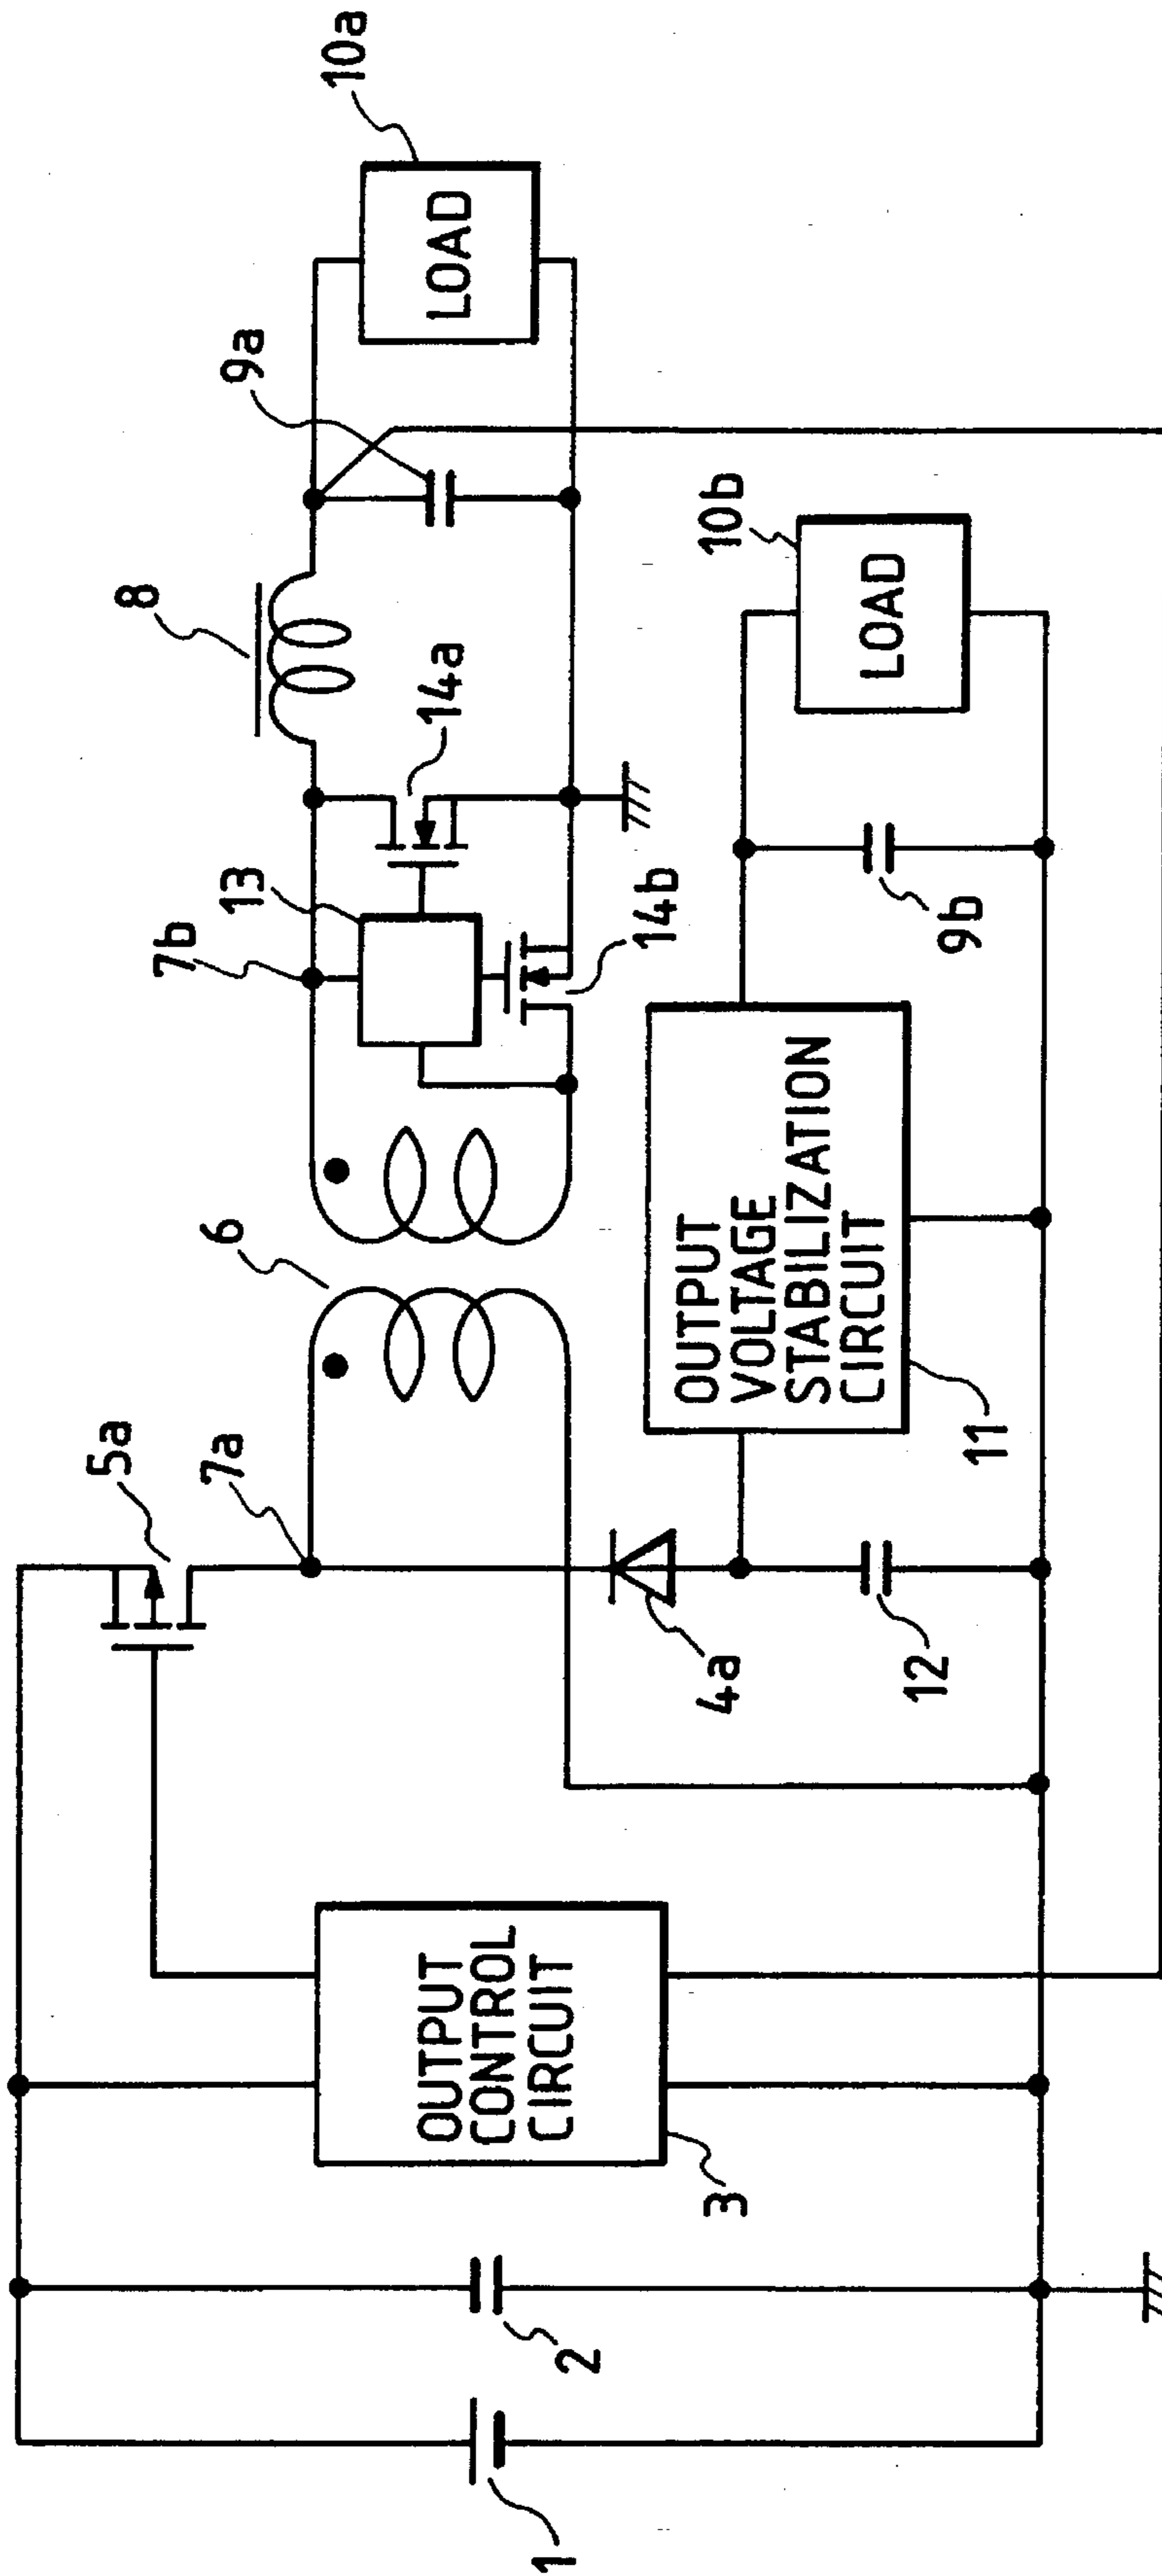 10a
LOAD
9a
8
14a
13
7b
14b
10b
LOAD
9b
6
OUTPUT
VOLTAGE
STABILIZATION
CIRCUIT
11
5a
7a
4a
12
OUTPUT
CONTROL
CIRCUIT
3
2
1